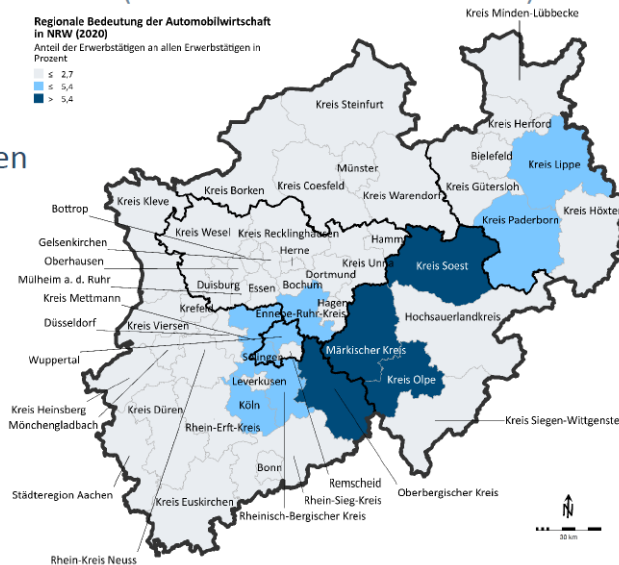 Regionale Bedeutung der Automobilwirtschaft
in NRW (2020)
Anteil der Erwerbstätigen an allen Erwerbstätigen in
Prozent
≤ 2,7
≤ 5,4
> 5,4
en
Kreis Minden-Lübbecke
Kreis Steinfurt
Kreis Herford
Bielefeld
Kreis Lippe
Münster
Kreis Coesfeld
Kreis Borken
Kreis Warendorf
Kreis Gütersloh
Kreis Kleve
Bottrop
Kreis Paderborn
Kreis Höxter
Kreis Wesel
Kreis Recklinghausen
Gelsenkirchen
Hamm
Herne
Oberhausen
Kreis Unna
Kreis Soest
Dortmund
Mülheim a. d. Ruhr
Duisburg
Essen
Bochum
Kreis Mettmann
Hagen
Krefeld
Ennepe-Ruhr-Kreis
Hochsauerlandkreis
Düsseldorf
Kreis Viersen
Märkischer Kreis
Wuppertal
Solingen
Kreis Olpe
Leverkusen
Kreis Heinsberg
Kreis Düren
Köln
Mönchengladbach
Rhein-Erft-Kreis
Kreis Siegen-Wittgenste
Bonn
Remscheid
Oberbergischer Kreis
Städteregion Aachen
Kreis Euskirchen
Rhein-Sieg-Kreis
Rheinisch-Bergischer Kreis
N
30 km
Rhein-Kreis Neuss